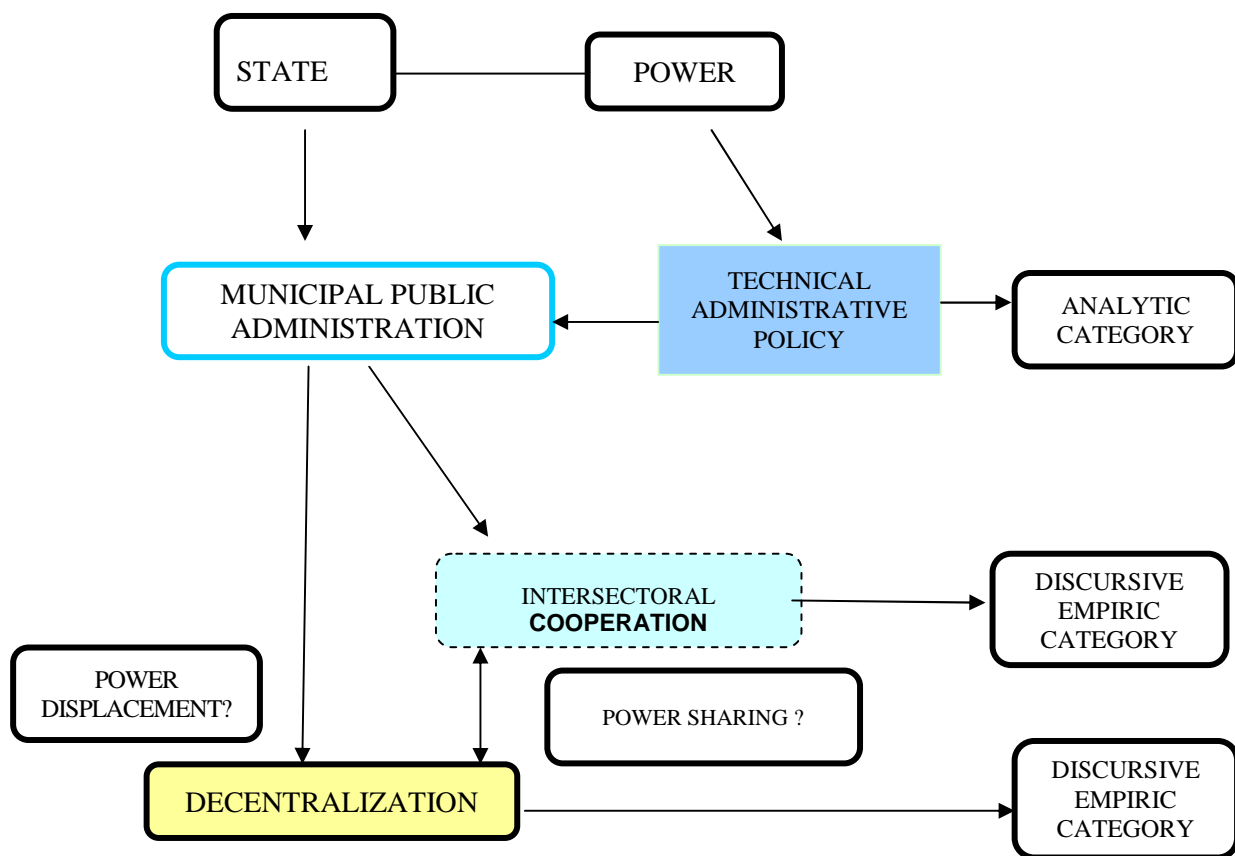 STATE
POWER
MUNICIPAL PUBLIC
ADMINISTRATION
TECHNICAL
ADMINISTRATIVE
POLICY
ANALYTIC
CATEGORY
INTERSECTORAL
COOPERATION
DISCURSIVE
EMPIRIC
CATEGORY
POWER
DISPLACEMENT?
POWER SHARING ?
DECENTRALIZATION
DISCURSIVE
EMPIRIC
CATEGORY